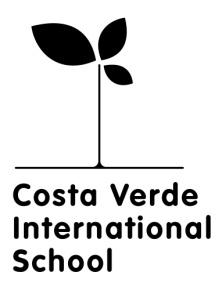 Costa Verde
International
School